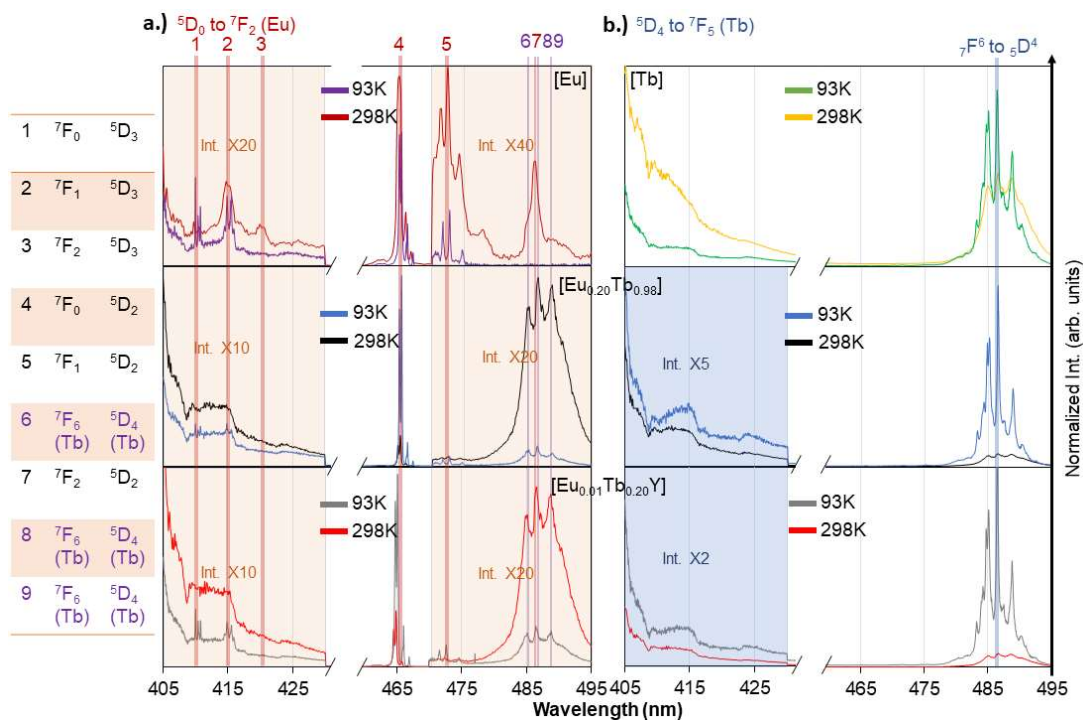 a.) ⁵D₀ to ⁷F₂ (Eu)
b.) ⁵D₄ to ⁷F₅ (Tb)
1 2 3 4 5 6 7 8 9
₇F⁶ to ₅D⁴
1 ⁷F₀ ⁵D₃
2 ⁷F₁ ⁵D₃
3 ⁷F₂ ⁵D₃
4 ⁷F₀ ⁵D₂
5 ⁷F₁ ⁵D₂
6 ⁷F₆ ⁵D₄
(Tb) (Tb)
7 ⁷F₂ ⁵D₂
8 ⁷F₆ ⁵D₄
(Tb) (Tb)
9 ⁷F₆ ⁵D₄
(Tb) (Tb)
[Eu]
93K
298K
Int. X20
Int. X40
[Tb]
93K
298K
[Eu₀.₂₀Tb₀.₉₈]
93K
298K
Int. X10
Int. X20
93K
298K
Int. X5
[Eu₀.₀₁Tb₀.₂₀Y]
93K
298K
Int. X10
Int. X20
93K
298K
Int. X2
405 415 425 465 475 485 495
405 415 425 465 475 485 495
Wavelength (nm)
Normalized Int. (arb. units)